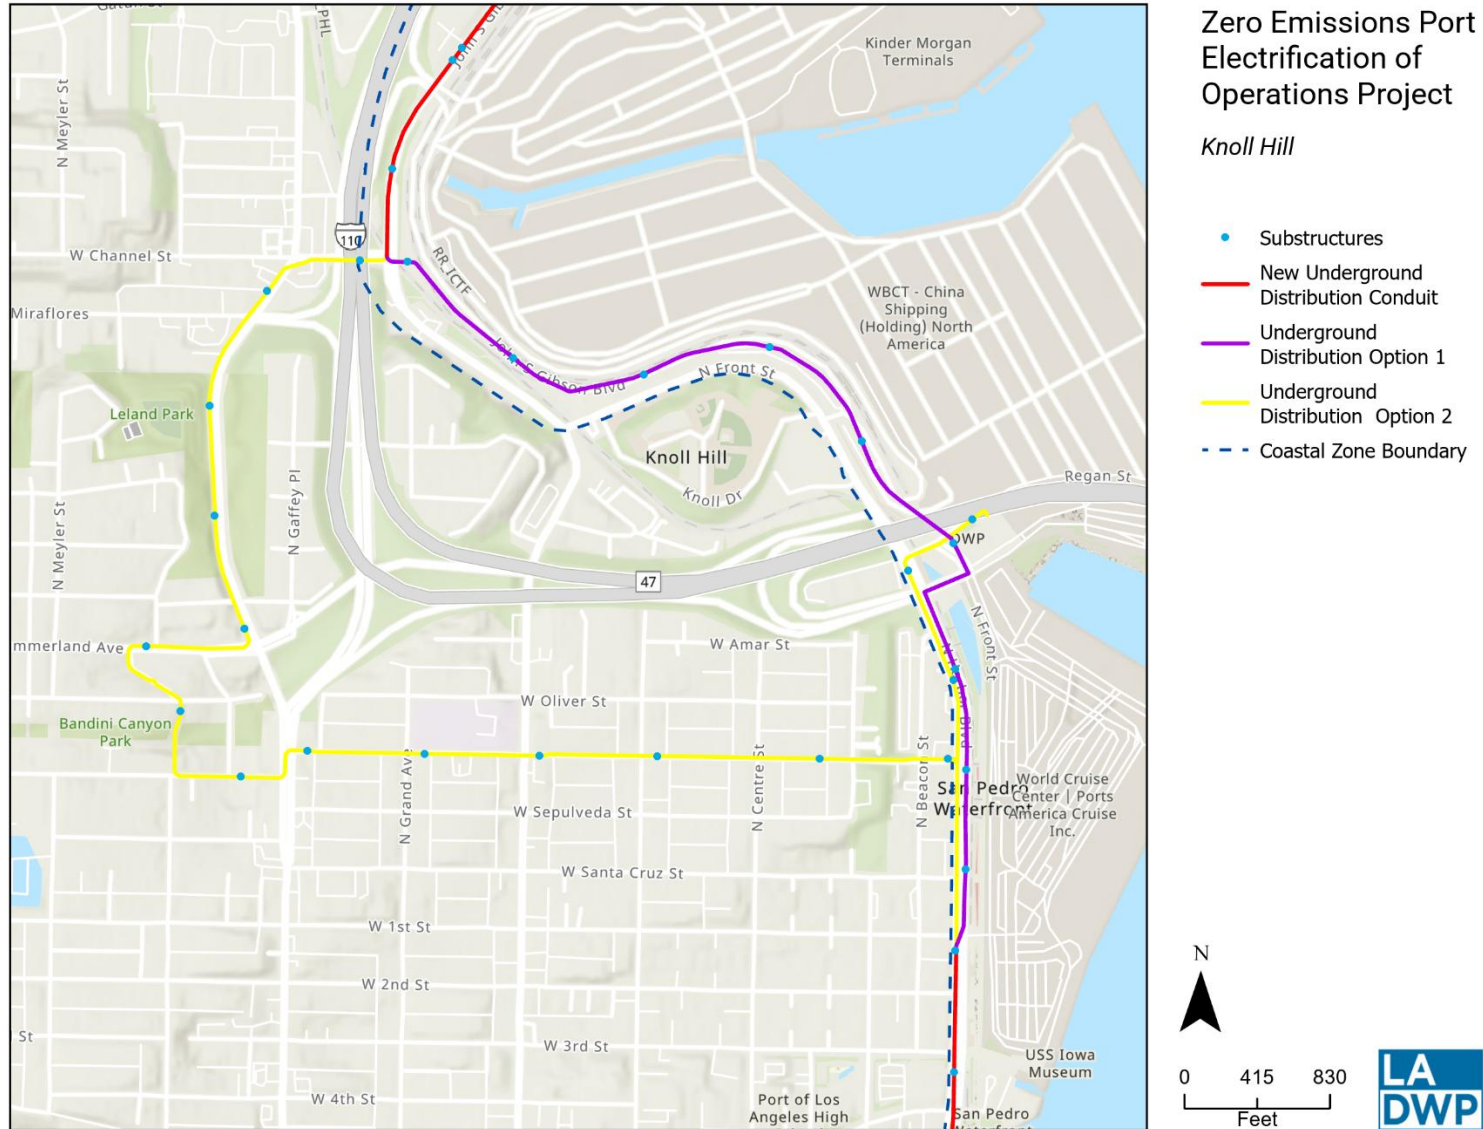 Zero Emissions Port
Electrification of
Operations Project
Knoll Hill
Substructures
New Underground
Distribution Conduit
Underground
Distribution Option 1
Underground
Distribution Option 2
Coastal Zone Boundary
N
0 415 830
Feet
LA
DWP
Kinder Morgan
Terminals
N Meyler St
110
W Channel St
RR_ICTF
Miraflores
WBCT - China
Shipping
(Holding) North
America
John S Gibson Blvd
N Front St
Leland Park
Knoll Hill
Knoll Dr
Regan St
N Gaffey Pl
N Meyler St
DWP
47
N Front St
mmerland Ave
W Amar St
W Oliver St
Bandini Canyon
Park
N Grand Ave
N Centre St
N Beacon St
San Pedro
Waterfront
World Cruise
Center | Ports
America Cruise
Inc.
W Sepulveda St
W Santa Cruz St
W 1st St
W 2nd St
St
W 3rd St
USS Iowa
Museum
W 4th St
Port of Los
Angeles High
San Pedro